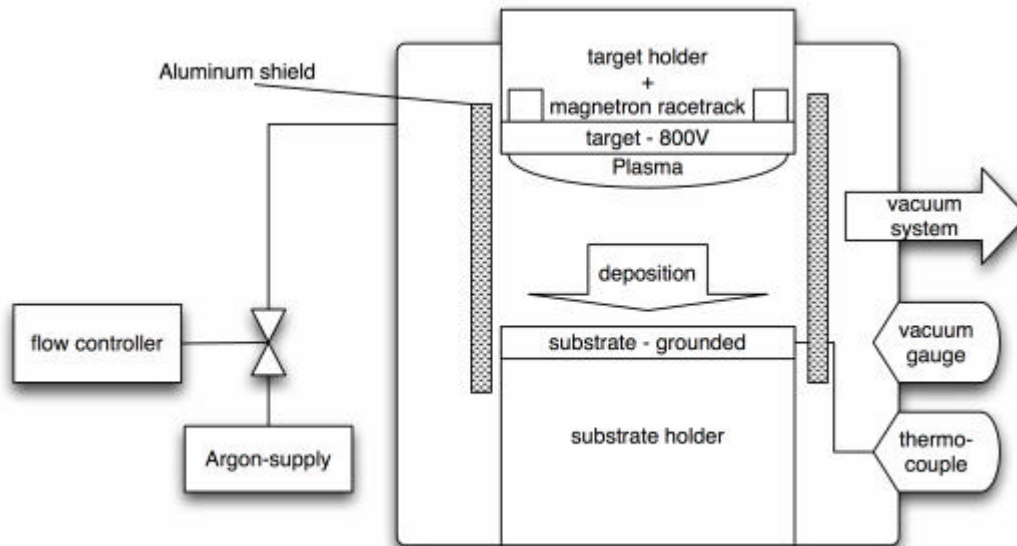 Aluminum shield
target holder
+
magnetron racetrack
target - 800V
Plasma
vacuum
system
deposition
flow controller
substrate - grounded
vacuum
gauge
Argon-supply
substrate holder
thermo-
couple